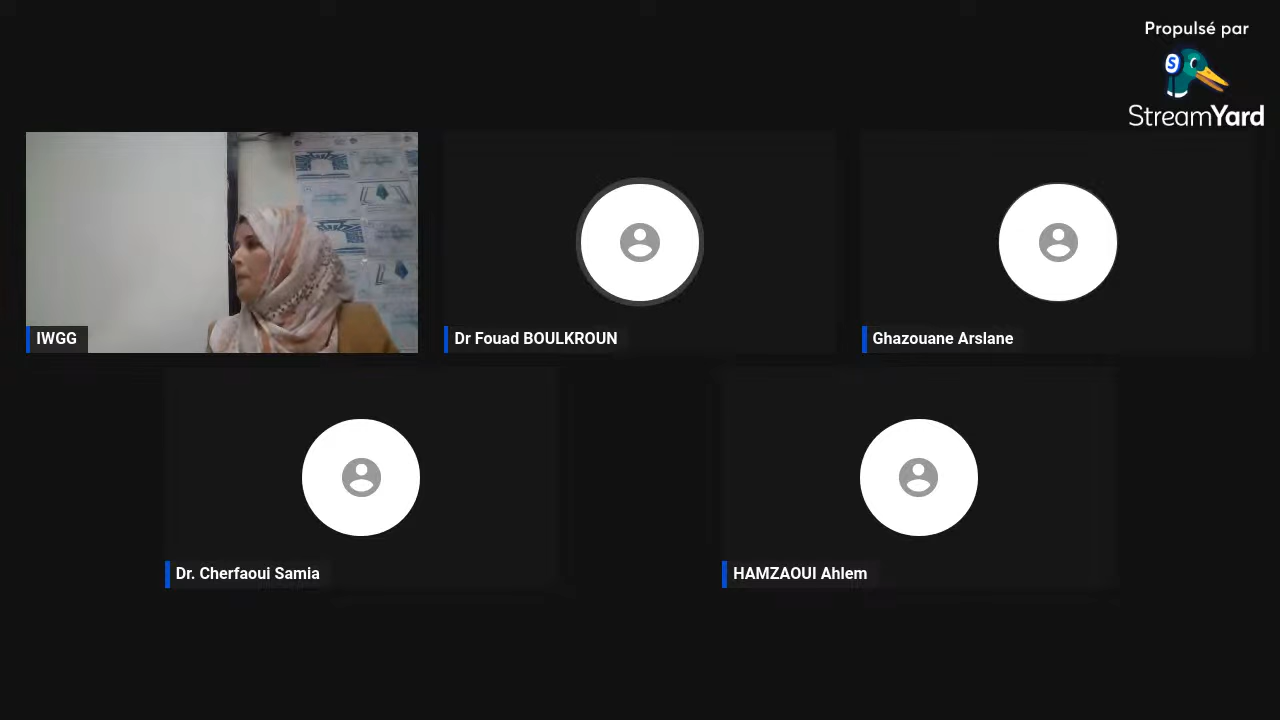 Propulsé par
S
StreamYard
IWGG
Dr Fouad BOULKROUN
Ghazouane Arslane
Dr. Cherfaoui Samia
HAMZAOUI Ahlem